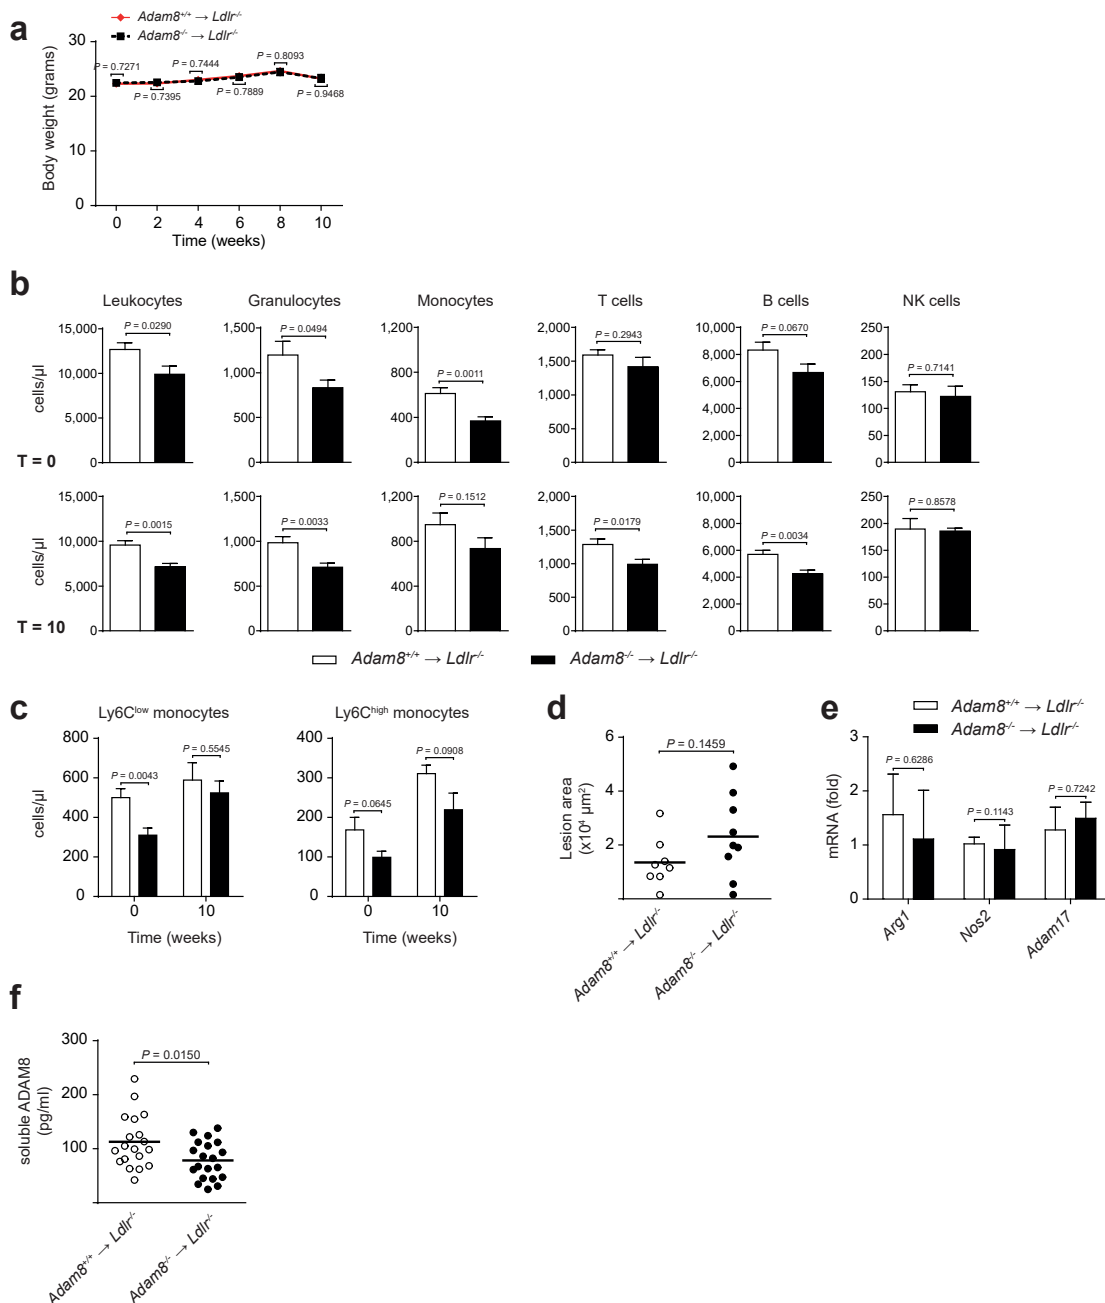 a
Adam8+/+ → Ldlr-/-
Adam8-/- → Ldlr-/-
Body weight (grams)
30
20
10
0
P = 0.7271
P = 0.7395
P = 0.7444
P = 0.7889
P = 0.8093
P = 0.9468
0 2 4 6 8 10
Time (weeks)
b
Leukocytes Granulocytes Monocytes T cells B cells NK cells
T = 0
cells/µl
15,000
10,000
5,000
0
P = 0.0290
1,500
1,000
500
0
P = 0.0494
1,200
800
400
0
P = 0.0011
2,000
1,500
1,000
500
0
P = 0.2943
10,000
8,000
6,000
4,000
2,000
0
P = 0.0670
250
200
150
100
50
0
P = 0.7141
T = 10
cells/µl
15,000
10,000
5,000
0
P = 0.0015
1,500
1,000
500
0
P = 0.0033
1,200
800
400
0
P = 0.1512
2,000
1,500
1,000
500
0
P = 0.0179
10,000
8,000
6,000
4,000
2,000
0
P = 0.0034
250
200
150
100
50
0
P = 0.8578
Adam8+/+ → Ldlr-/- Adam8-/- → Ldlr-/-
c
Ly6Clow monocytes
cells/µl
800
600
400
200
0
P = 0.0043
P = 0.5545
0 10
Time (weeks)
Ly6Chigh monocytes
400
300
200
100
0
P = 0.0645
P = 0.0908
0 10
Time (weeks)
d
Lesion area
(x10⁴ µm²)
6
4
2
P = 0.1459
Adam8+/+ → Ldlr-/-
Adam8-/- → Ldlr-/-
e
Adam8+/+ → Ldlr-/-
Adam8-/- → Ldlr-/-
mRNA (fold)
3
2
1
0
P = 0.6286
P = 0.1143
P = 0.7242
Arg1
Nos2
Adam17
f
soluble ADAM8
(pg/ml)
300
200
100
P = 0.0150
Adam8+/+ → Ldlr-/-
Adam8-/- → Ldlr-/-